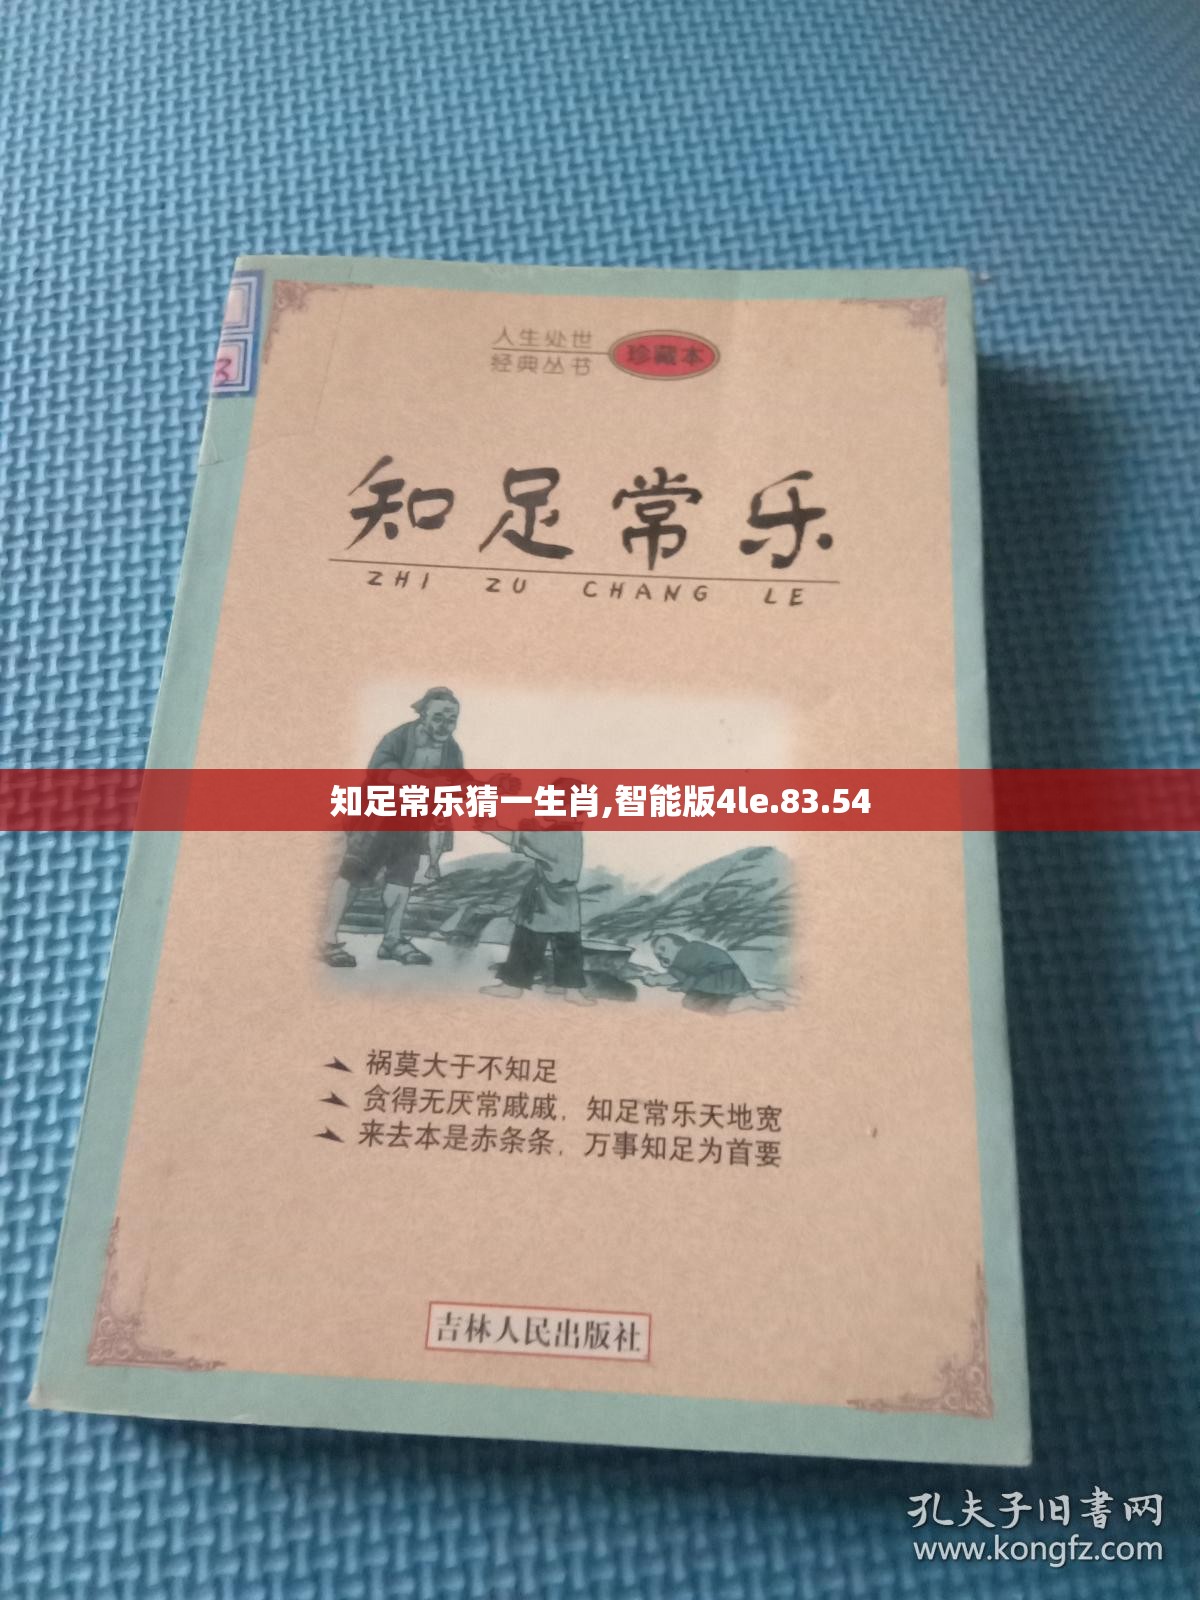 3
人生处世
经典丛书
珍藏本
知足常乐
ZHI ZU CHANG LE
知足常乐猜一生肖,智能版4le.83.54
祸莫大于不知足
贪得无厌常戚戚，知足常乐天地宽
来去本是赤条条，万事知足为首要
吉林人民出版社
孔夫子旧书网
www.kongfz.com